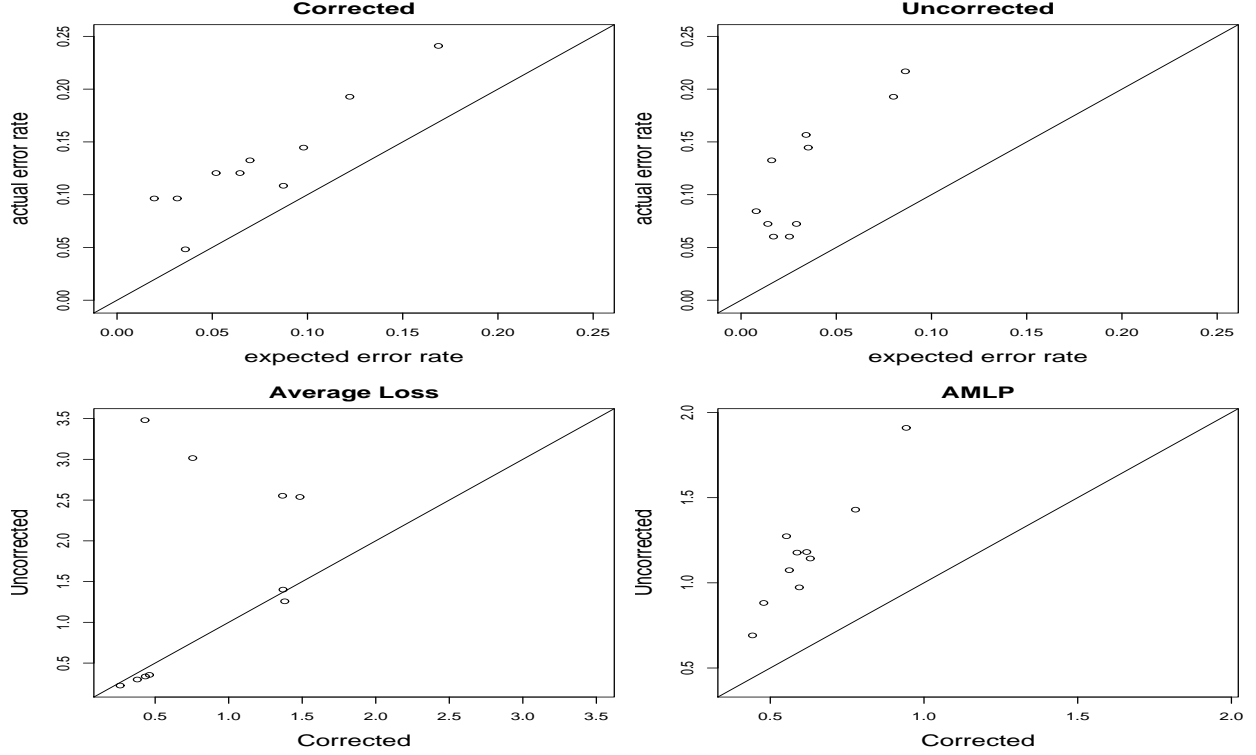 Corrected
actual error rate
0.25
0.20
0.15
0.10
0.05
0.00
0.00 0.05 0.10 0.15 0.20 0.25
expected error rate
Uncorrected
actual error rate
0.25
0.20
0.15
0.10
0.05
0.00
0.00 0.05 0.10 0.15 0.20 0.25
expected error rate
Average Loss
Uncorrected
3.5
3.0
2.5
2.0
1.5
1.0
0.5
0.5 1.0 1.5 2.0 2.5 3.0 3.5
Corrected
AMLP
Uncorrected
2.0
1.5
1.0
0.5
0.5 1.0 1.5 2.0
Corrected